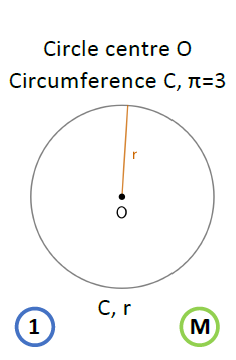 Circle centre O
Circumference C, π=3
r
O
C, r
1
M